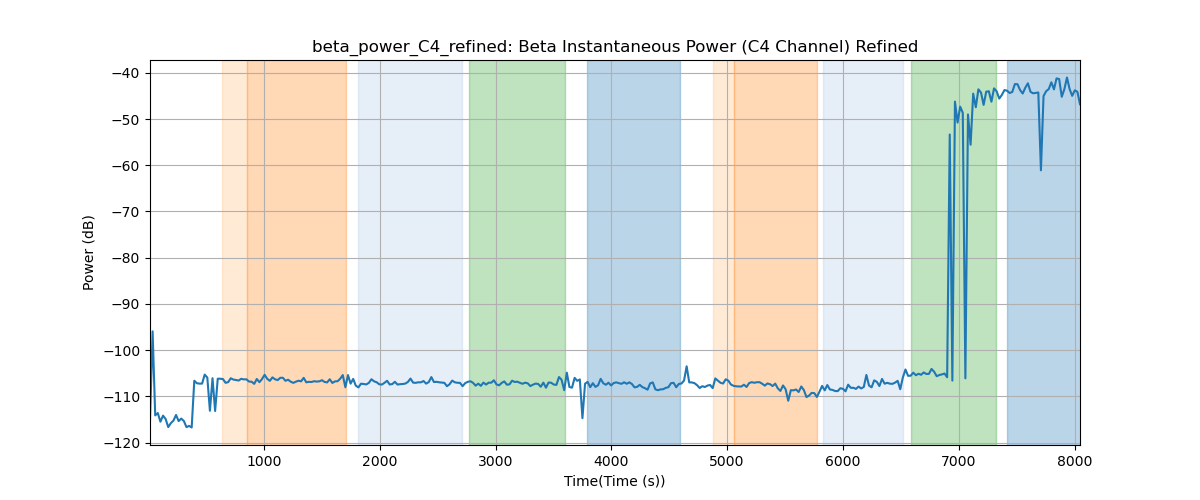 beta_power_C4_refined: Beta Instantaneous Power (C4 Channel) Refined
−40
−50
−60
−70
−80
−90
−100
−110
−120
Power (dB)
1000 2000 3000 4000 5000 6000 7000 8000
Time(Time (s))